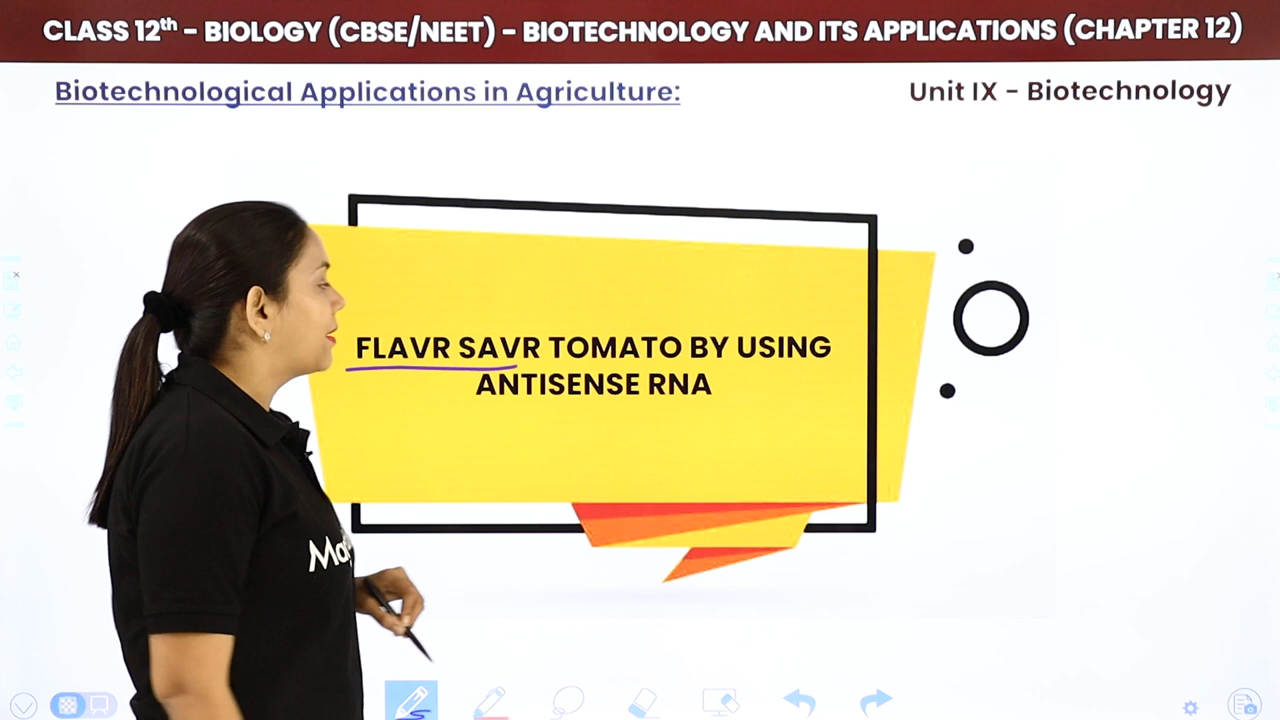 CLASS 12th – BIOLOGY (CBSE/NEET) – BIOTECHNOLOGY AND ITS APPLICATIONS (CHAPTER 12)
Biotechnological Applications in Agriculture:
Unit IX – Biotechnology
FLAVR SAVR TOMATO BY USING
ANTISENSE RNA